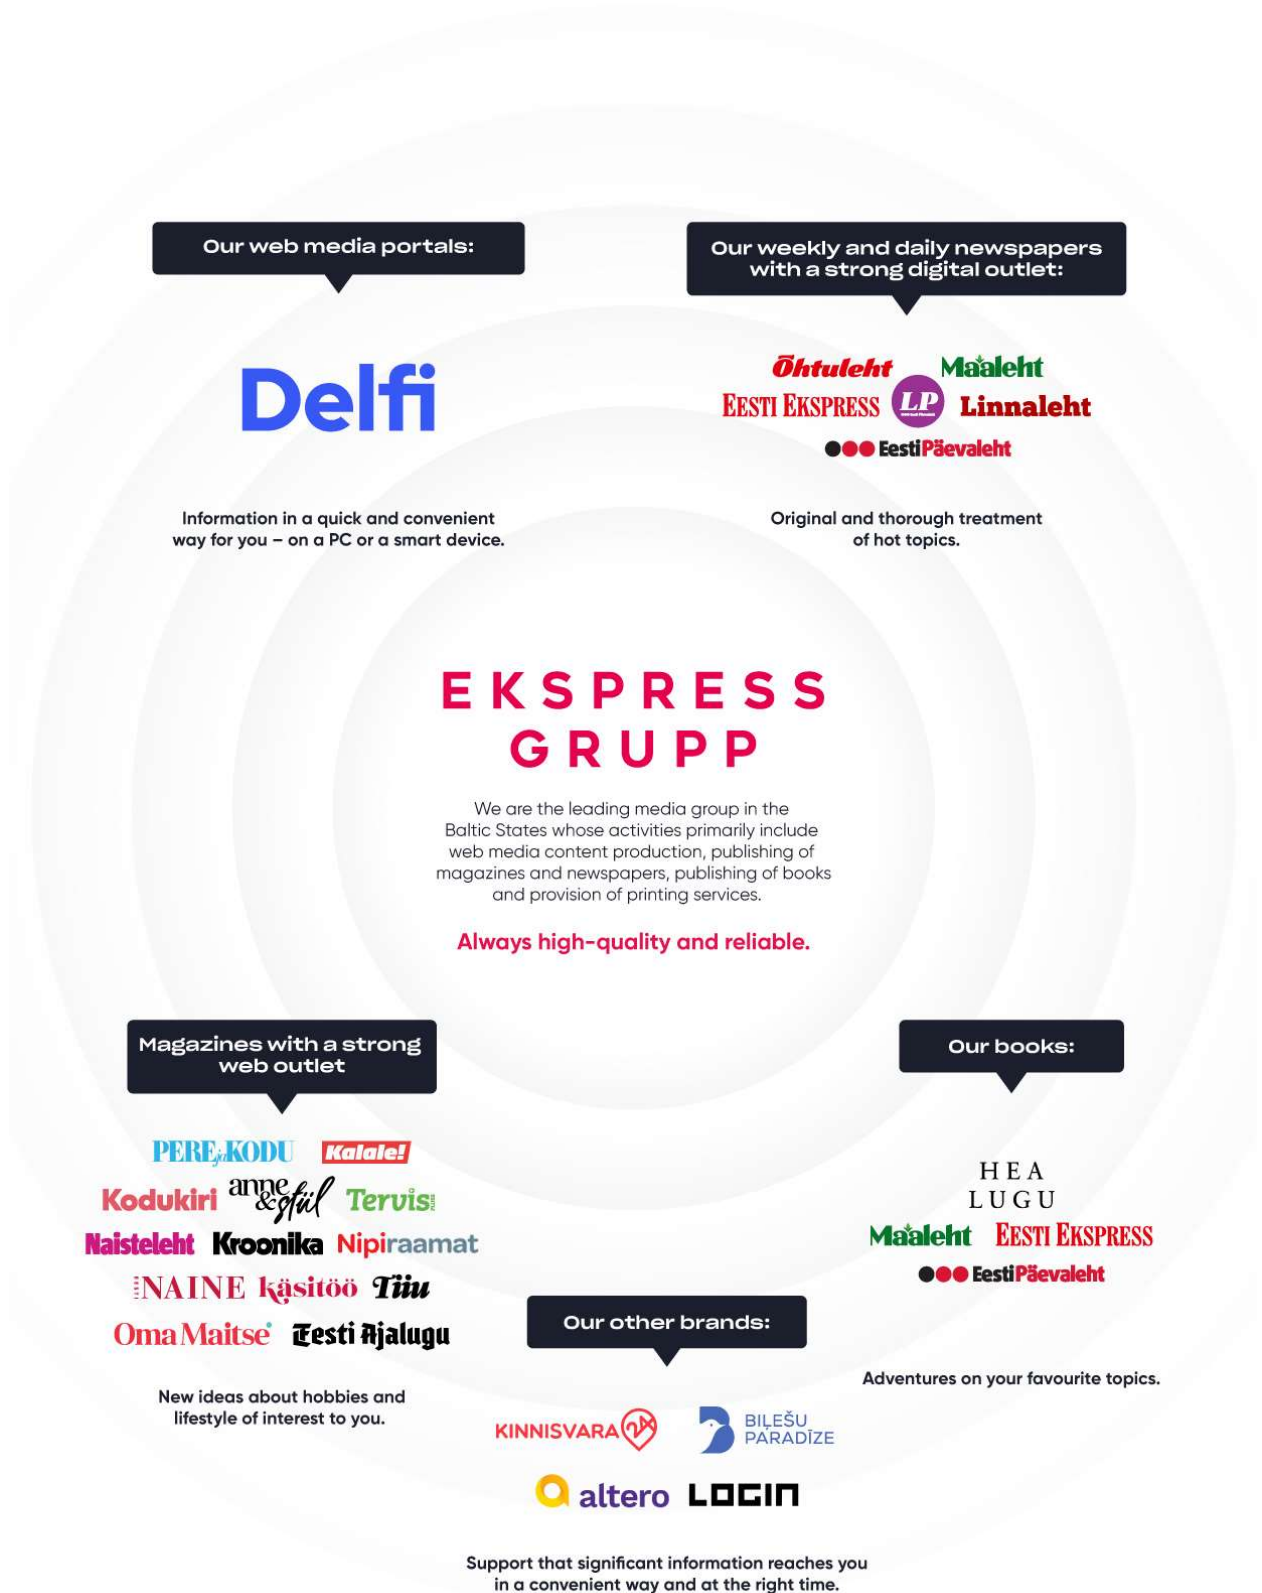 Our web media portals:
Delfi
Information in a quick and convenient
way for you – on a PC or a smart device.
Our weekly and daily newspapers
with a strong digital outlet:
Õhtuleht Maaleht
EESTI EKSPRESS LP Linnaleht
EestiPäevaleht
Original and thorough treatment
of hot topics.
EKSPRESS
GRUPP
We are the leading media group in the
Baltic States whose activities primarily include
web media content production, publishing of
magazines and newspapers, publishing of books
and provision of printing services.
Always high-quality and reliable.
Magazines with a strong
web outlet
PERE ja KODU Kalale!
Kodukiri anne & stiil Tervis
Naisteleht Kroonika Nipiraamat
NAINE käsitöö Tiiu
Oma Maitse Eesti Ajalugu
New ideas about hobbies and
lifestyle of interest to you.
Our books:
HEA
LUGU
Maaleht EESTI EKSPRESS
EestiPäevaleht
Adventures on your favourite topics.
Our other brands:
KINNISVARA 24 BIĻEŠU
PARADĪZE
altero LOGIN
Support that significant information reaches you
in a convenient way and at the right time.